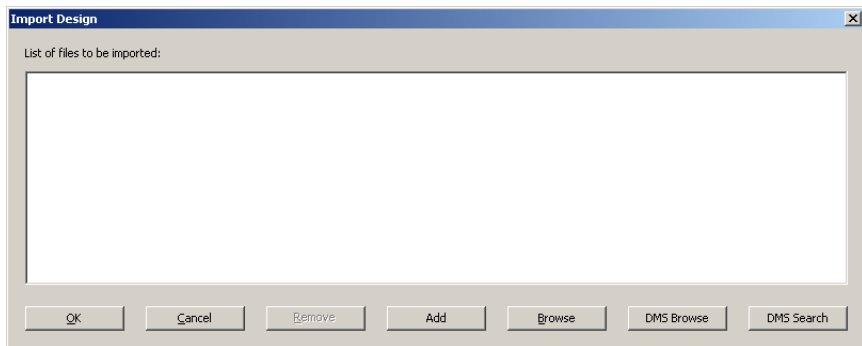 Import Design
List of files to be imported:
OK Cancel Remove Add Browse DMS Browse DMS Search